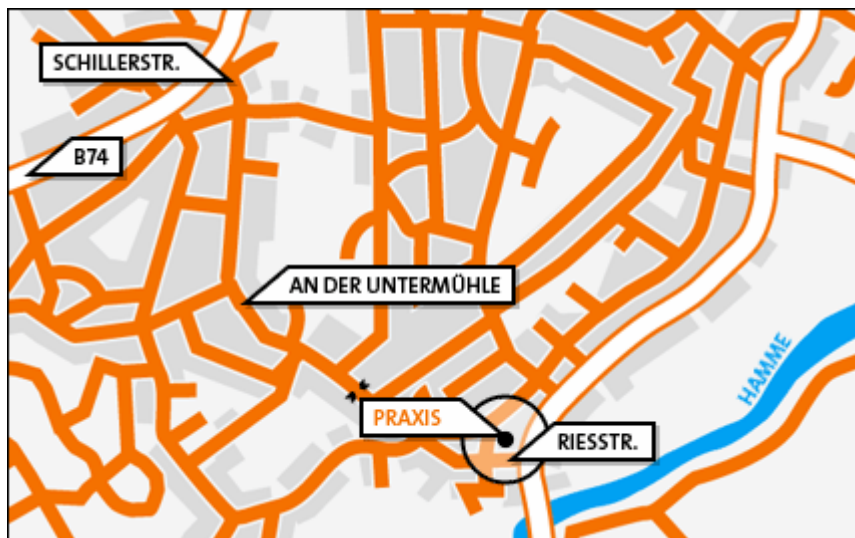 SCHILLERSTR.
B74
AN DER UNTERMÜHLE
HAMME
PRAXIS
RIESSTR.